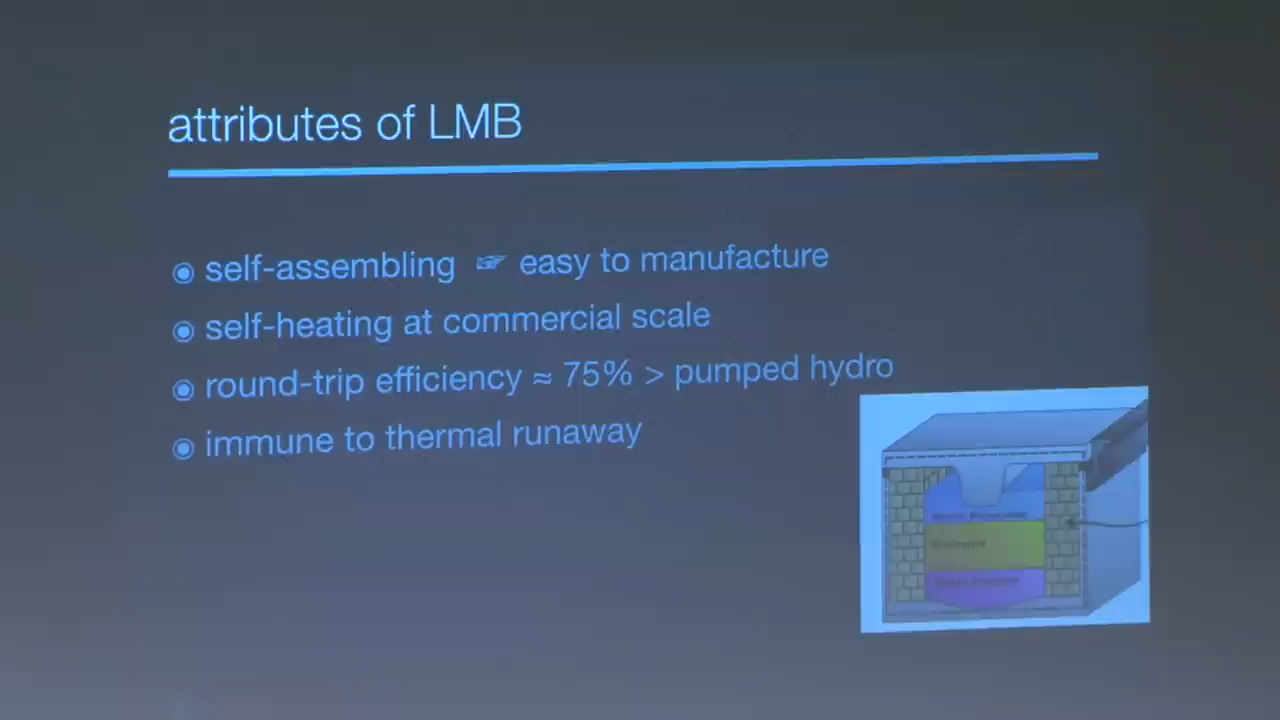 attributes of LMB
◉ self-assembling ☞ easy to manufacture
◉ self-heating at commercial scale
◉ round-trip efficiency ≈ 75% > pumped hydro
◉ immune to thermal runaway